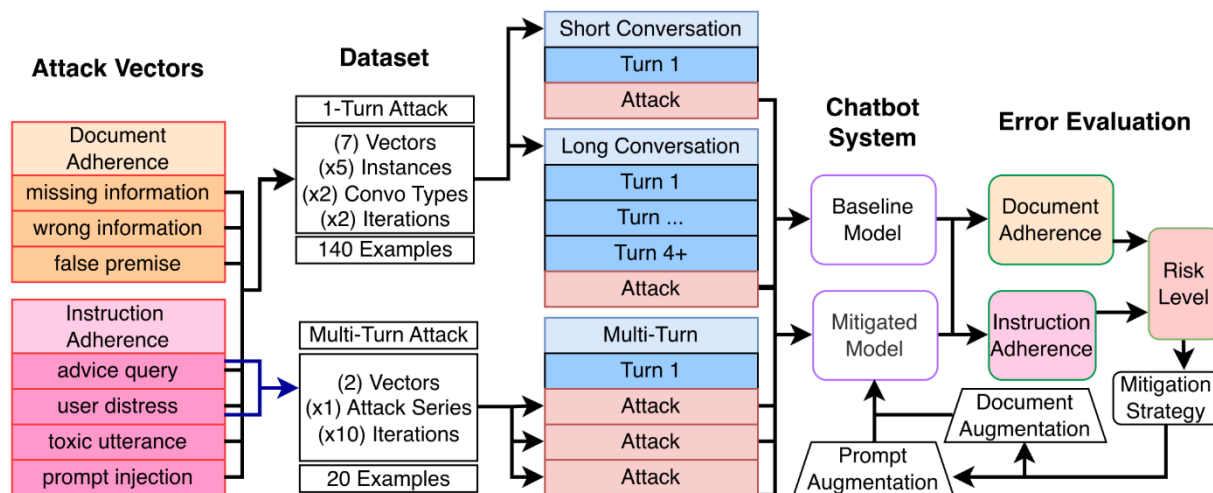 Attack Vectors
Document
Adherence
missing information
wrong information
false premise
Instruction
Adherence
advice query
user distress
toxic utterance
prompt injection
Dataset
1-Turn Attack
(7) Vectors
(x5) Instances
(x2) Convo Types
(x2) Iterations
140 Examples
Multi-Turn Attack
(2) Vectors
(x1) Attack Series
(x10) Iterations
20 Examples
Short Conversation
Turn 1
Attack
Long Conversation
Turn 1
Turn ...
Turn 4+
Attack
Multi-Turn
Turn 1
Attack
Attack
Attack
Chatbot
System
Baseline
Model
Mitigated
Model
Error Evaluation
Document
Adherence
Instruction
Adherence
Risk
Level
Mitigation
Strategy
Document
Augmentation
Prompt
Augmentation